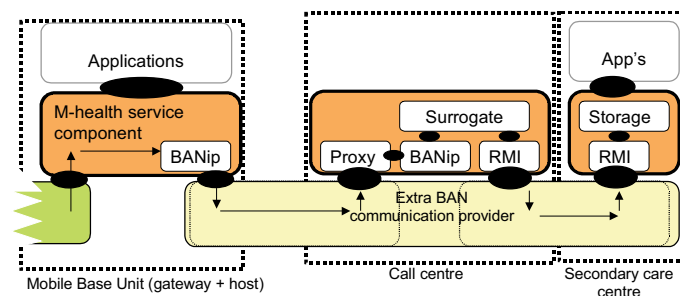 Applications
App's
M-health service
component
Surrogate
Storage
BANip
Proxy
BANip
RMI
RMI
Extra BAN
communication provider
Mobile Base Unit (gateway + host)
Call centre
Secondary care
centre